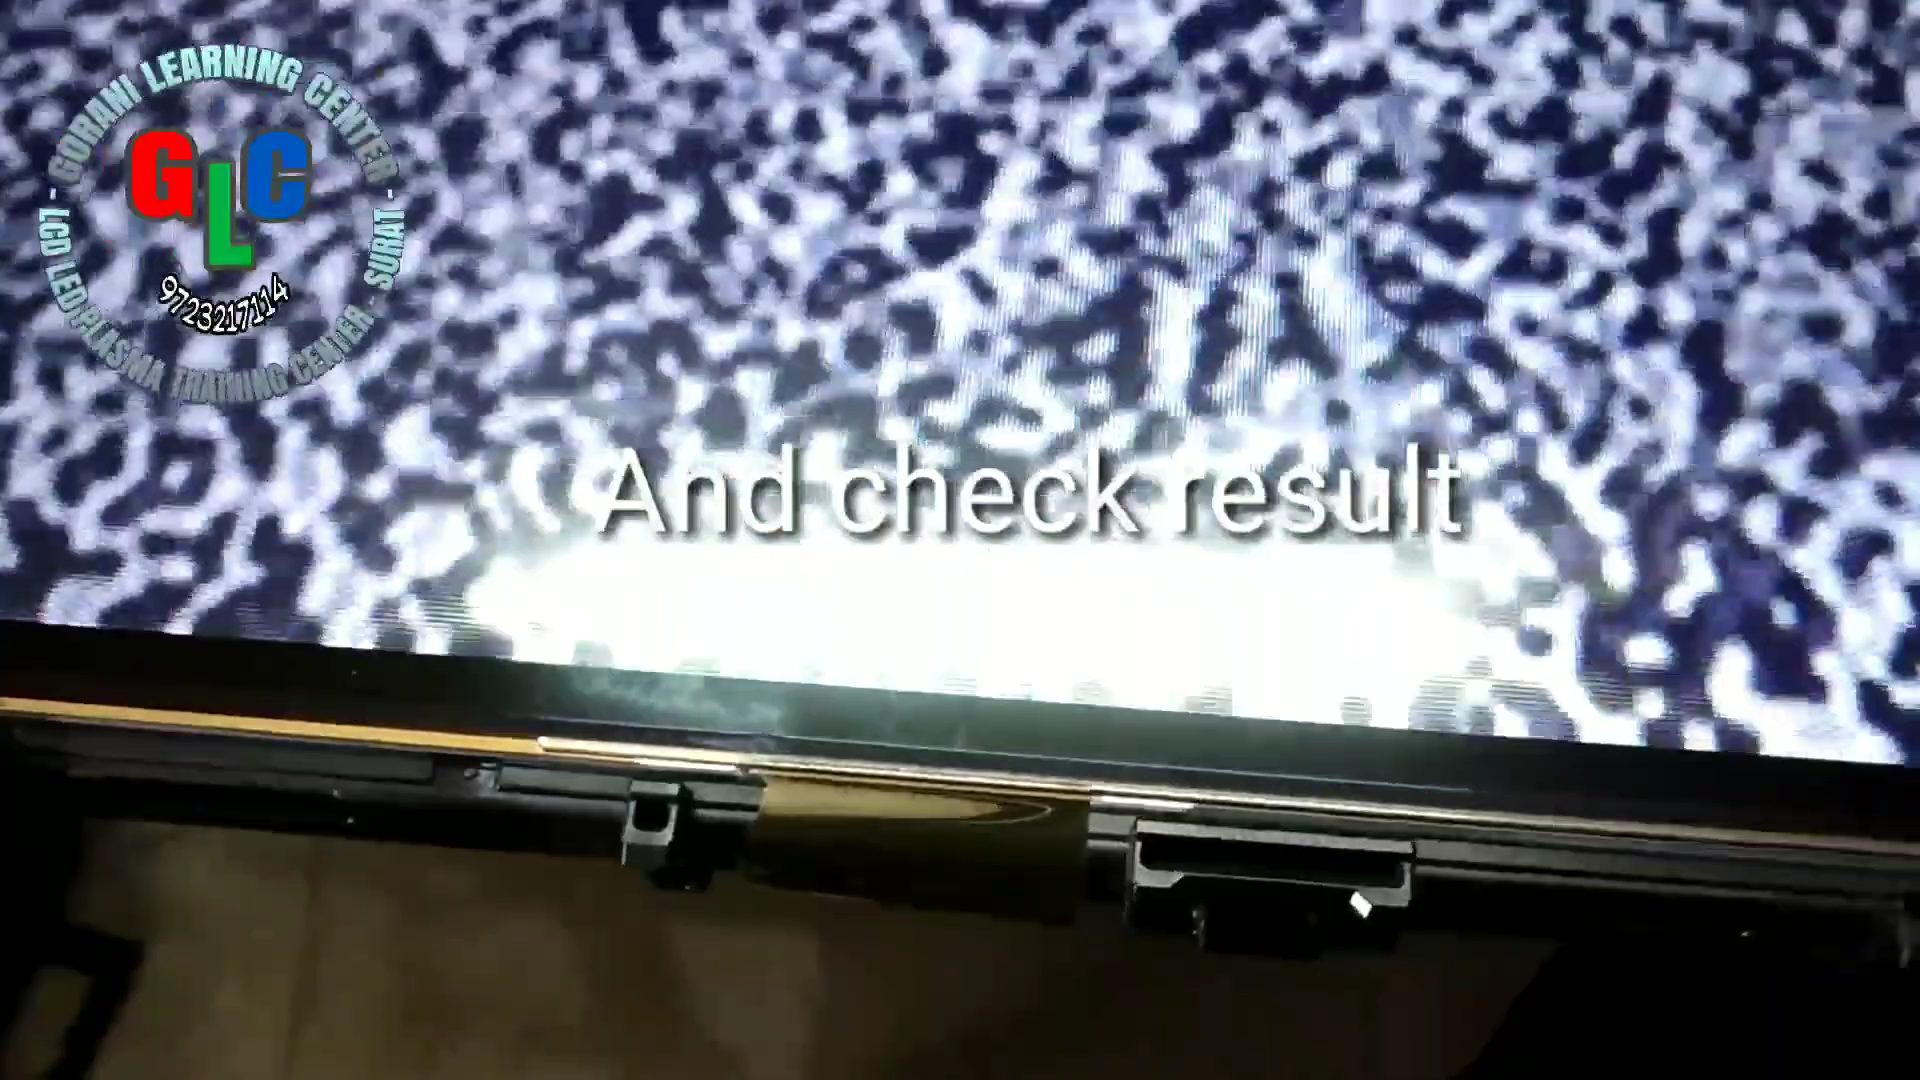 GORANI LEARNING CENTER
GLC
9723217114
- LCD LED PLASMA TRAINING CENTER - SURAT -
And check result